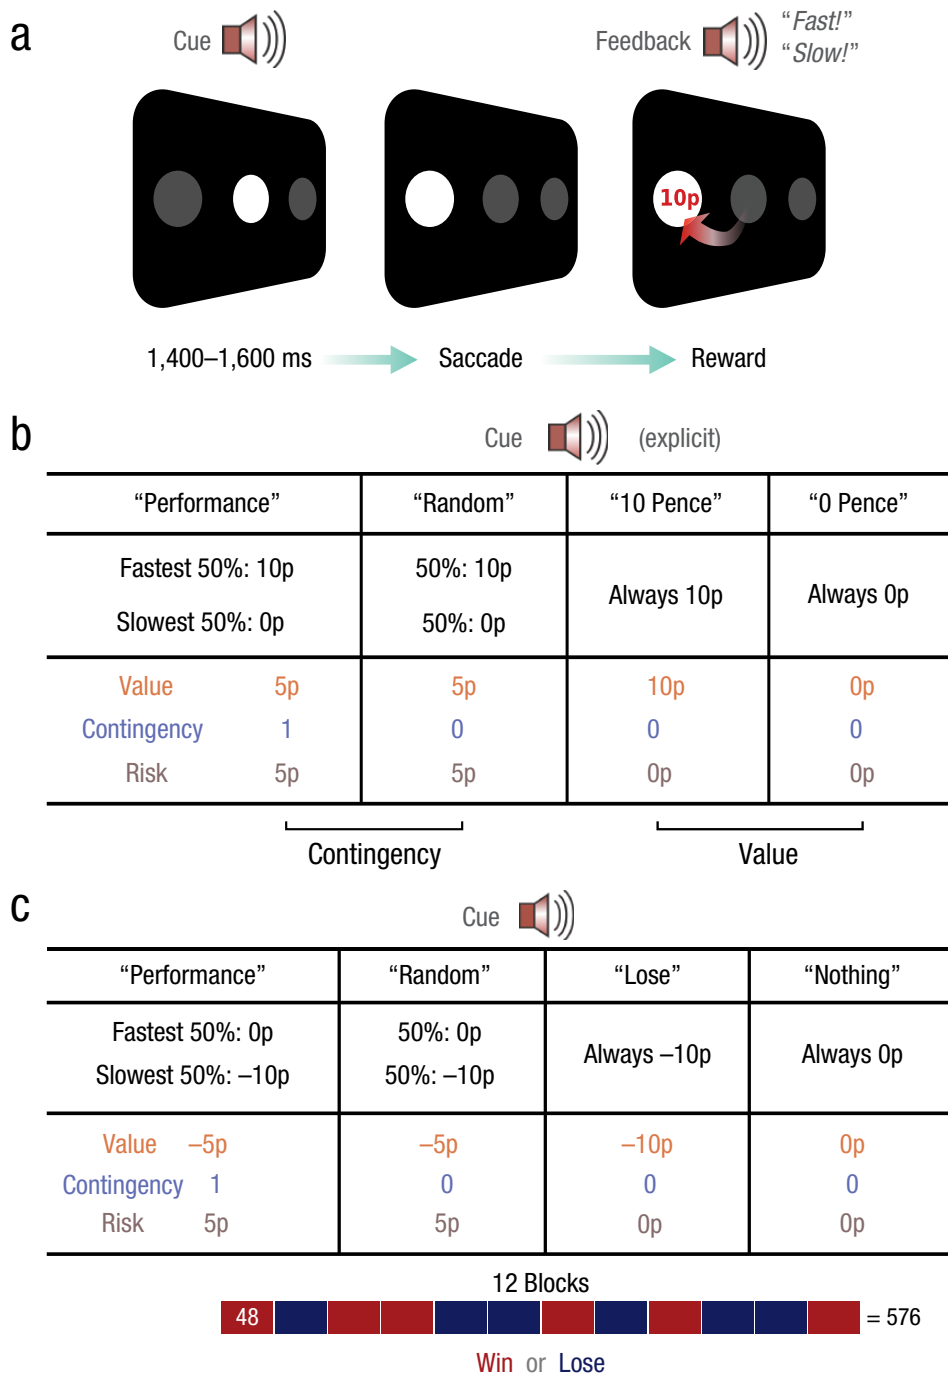 a
Cue
Feedback
“Fast!”
“Slow!”
10p
1,400–1,600 ms
Saccade
Reward
b
Cue
(explicit)
“Performance” “Random” “10 Pence” “0 Pence”
Fastest 50%: 10p 50%: 10p
Always 10p Always 0p
Slowest 50%: 0p 50%: 0p
Value 5p 5p 10p 0p
Contingency 1 0 0 0
Risk 5p 5p 0p 0p
Contingency Value
c
Cue
“Performance” “Random” “Lose” “Nothing”
Fastest 50%: 0p 50%: 0p
Always –10p Always 0p
Slowest 50%: –10p 50%: –10p
Value –5p –5p –10p 0p
Contingency 1 0 0 0
Risk 5p 5p 0p 0p
12 Blocks
48 = 576
Win or Lose